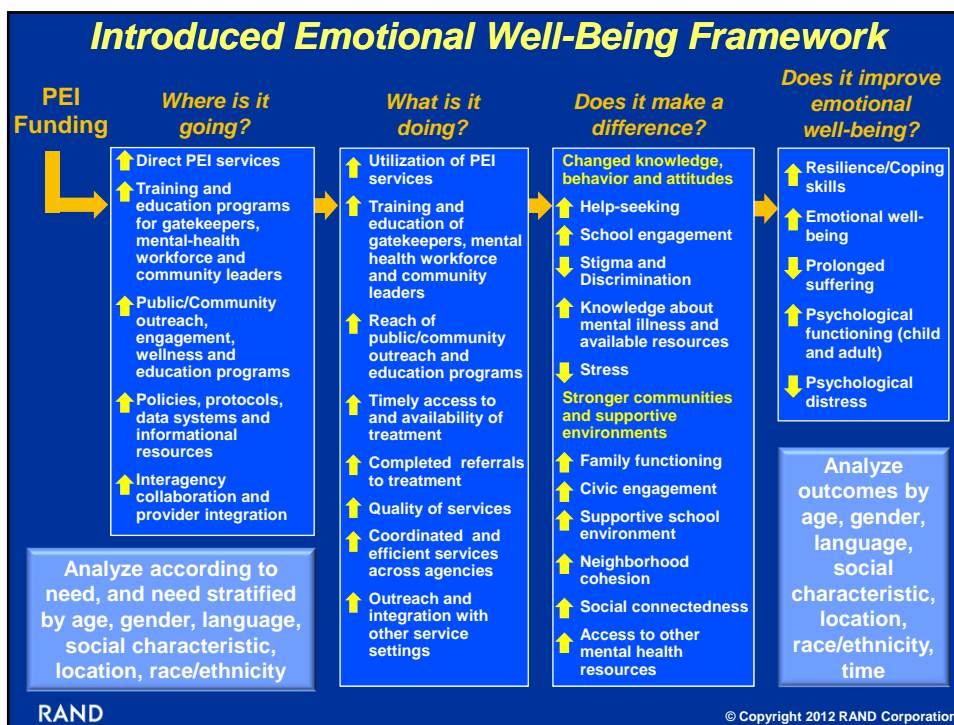 Introduced Emotional Well-Being Framework
PEI
Funding
Where is it
going?
Direct PEI services
Training and
education programs
for gatekeepers,
mental-health
workforce and
community leaders
Public/Community
outreach,
engagement,
wellness and
education programs
Policies, protocols,
data systems and
informational
resources
Interagency
collaboration and
provider integration
Analyze according to
need, and need stratified
by age, gender, language,
social characteristic,
location, race/ethnicity
What is it
doing?
Utilization of PEI
services
Training and
education of
gatekeepers, mental
health workforce
and community
leaders
Reach of
public/community
outreach and
education programs
Timely access to
and availability of
treatment
Completed referrals
to treatment
Quality of services
Coordinated and
efficient services
across agencies
Outreach and
integration with
other service
settings
Does it make a
difference?
Changed knowledge,
behavior and attitudes
Help-seeking
School engagement
Stigma and
Discrimination
Knowledge about
mental illness and
available resources
Stress
Stronger communities
and supportive
environments
Family functioning
Civic engagement
Supportive school
environment
Neighborhood
cohesion
Social connectedness
Access to other
mental health
resources
Does it improve
emotional
well-being?
Resilience/Coping
skills
Emotional well-
being
Prolonged
suffering
Psychological
functioning (child
and adult)
Psychological
distress
Analyze
outcomes by
age, gender,
language,
social
characteristic,
location,
race/ethnicity,
time
RAND
© Copyright 2012 RAND Corporation